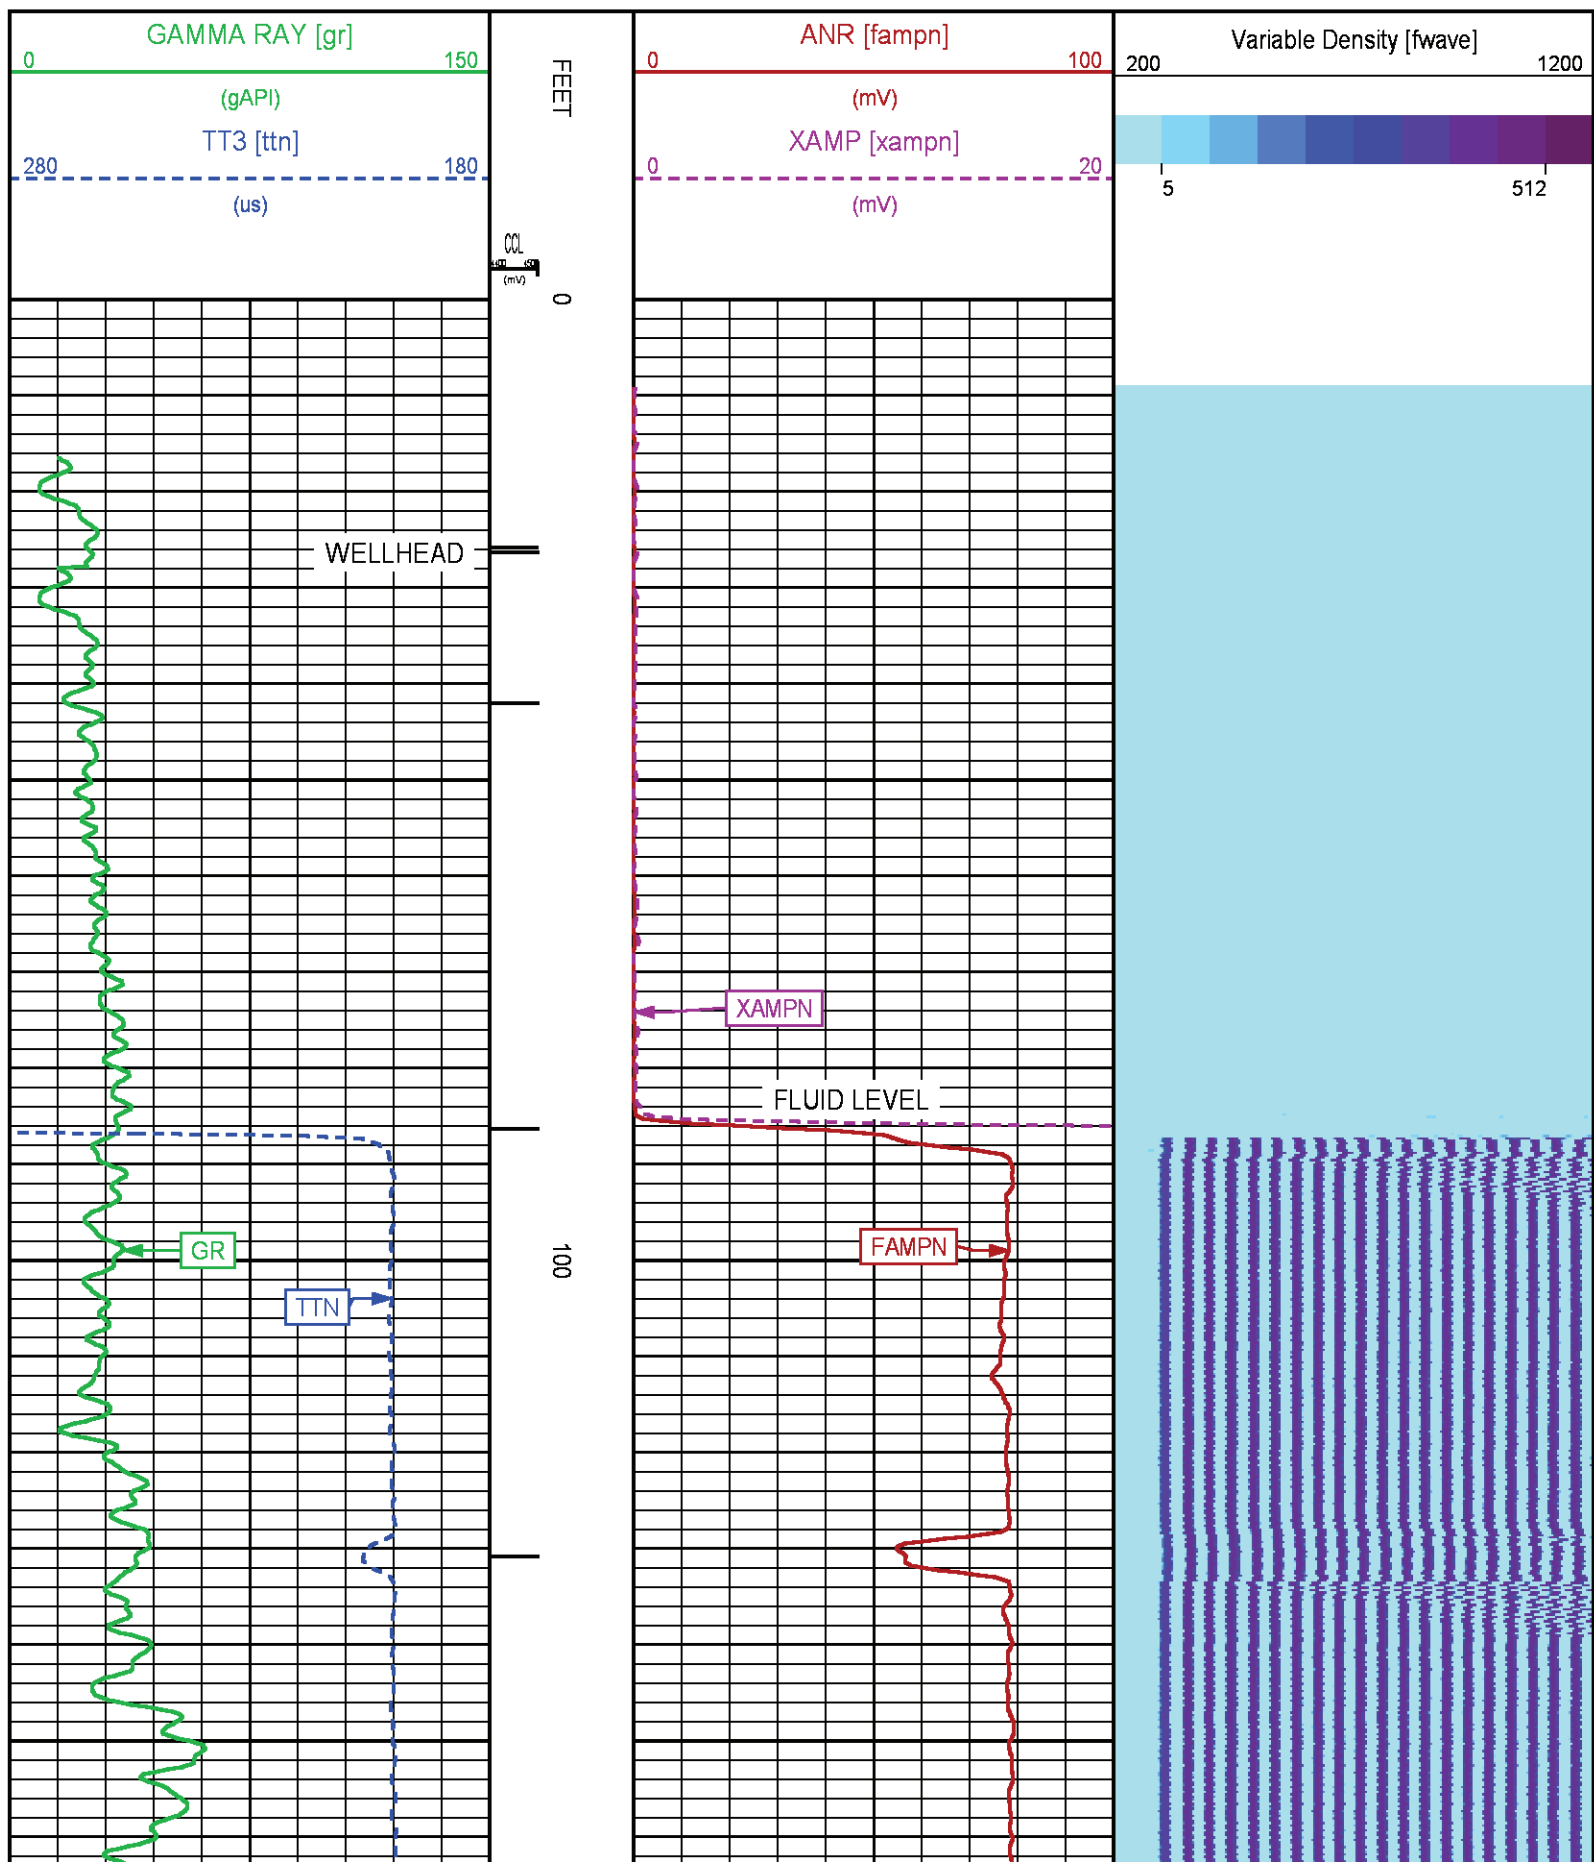 GAMMA RAY [gr]
0 150
(gAPI)
TT3 [ttn]
280 180
(us)
FEET
CCL
(mV)
ANR [fampn]
0 100
(mV)
XAMP [xampn]
0 20
(mV)
Variable Density [fwave]
200 1200
5 512
0
WELLHEAD
XAMPN
FLUID LEVEL
GR
100
FAMPN
TTN